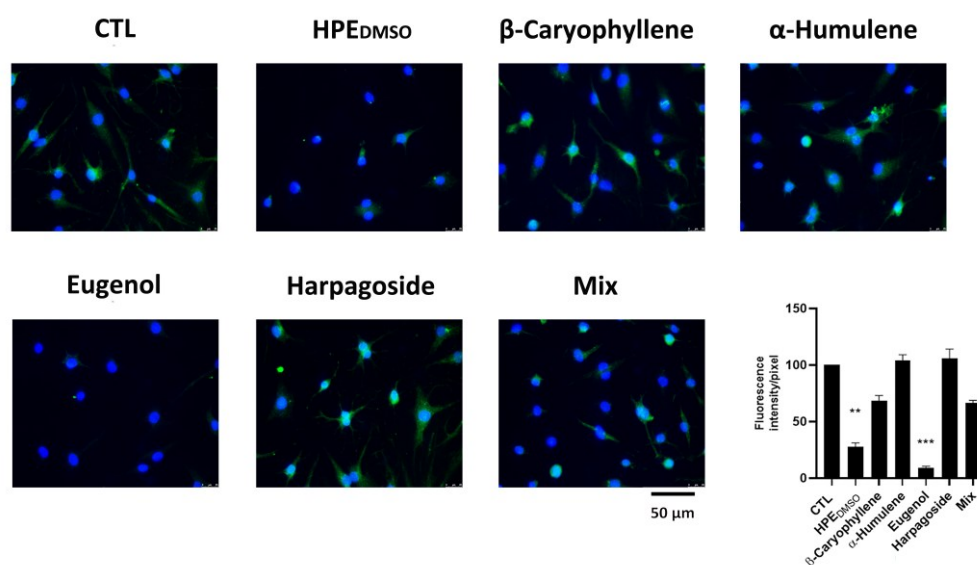 CTL
HPEDMSO
β-Caryophyllene
α-Humulene
Eugenol
Harpagoside
Mix
50 µm
Fluorescence
intensity/pixel
150
100
50
0
**
***
CTL
HPEDMSO
β-Caryophyllene
α-Humulene
Eugenol
Harpagoside
Mix